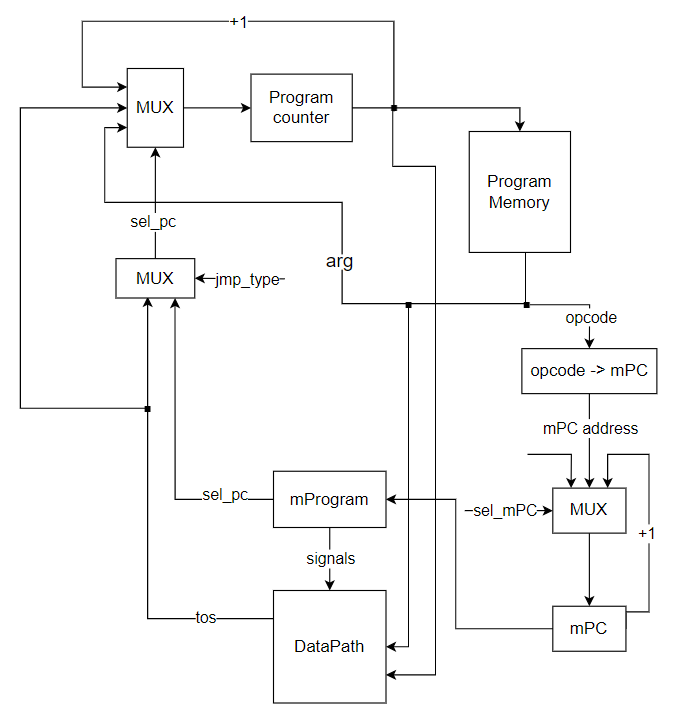 +1
MUX
Program
counter
Program
Memory
sel_pc
arg
MUX
jmp_type
opcode
opcode -> mPC
mPC address
sel_pc
mProgram
sel_mPC
MUX
+1
signals
tos
DataPath
mPC